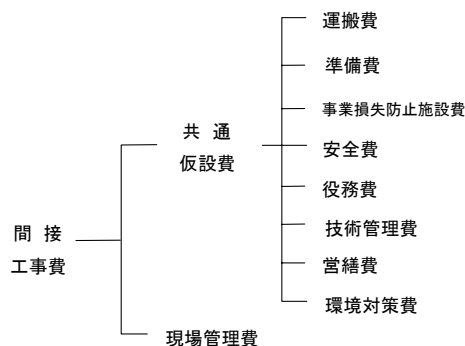 間 接
工事費
共 通
仮設費
運搬費
準備費
事業損失防止施設費
安全費
役務費
技術管理費
営繕費
環境対策費
現場管理費